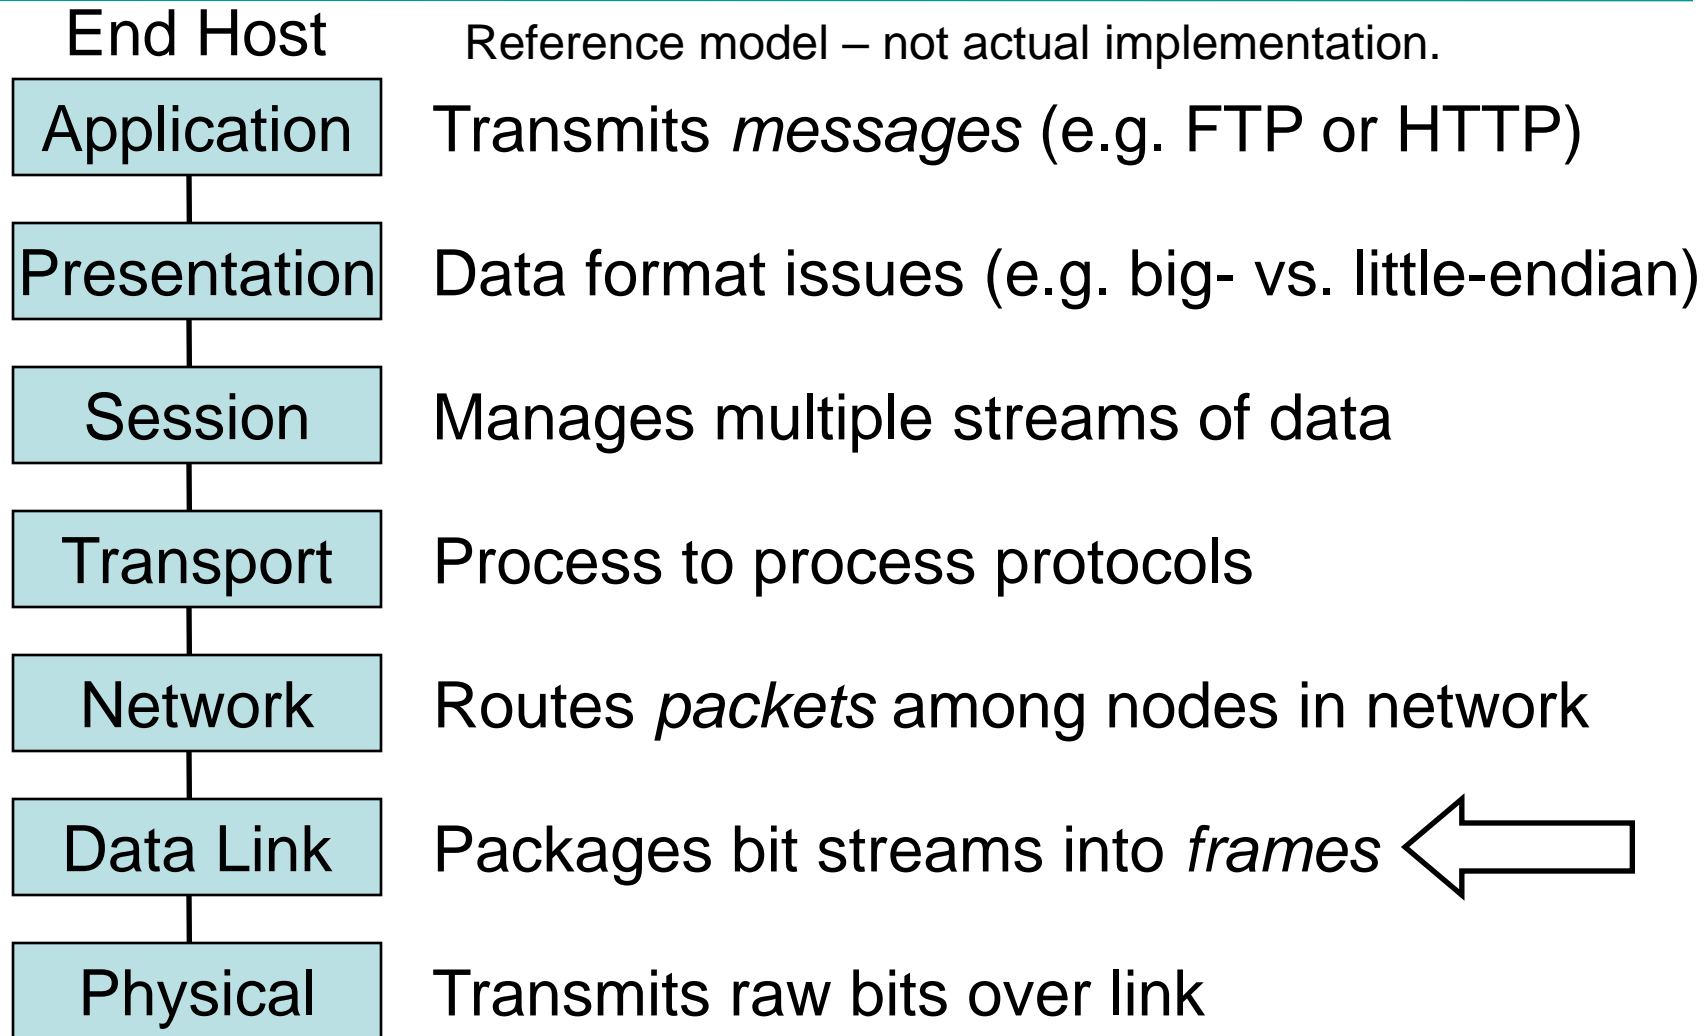 End Host
Reference model – not actual implementation.
Application
Transmits messages (e.g. FTP or HTTP)
Presentation
Data format issues (e.g. big- vs. little-endian)
Session
Manages multiple streams of data
Transport
Process to process protocols
Network
Routes packets among nodes in network
Data Link
Packages bit streams into frames
Physical
Transmits raw bits over link